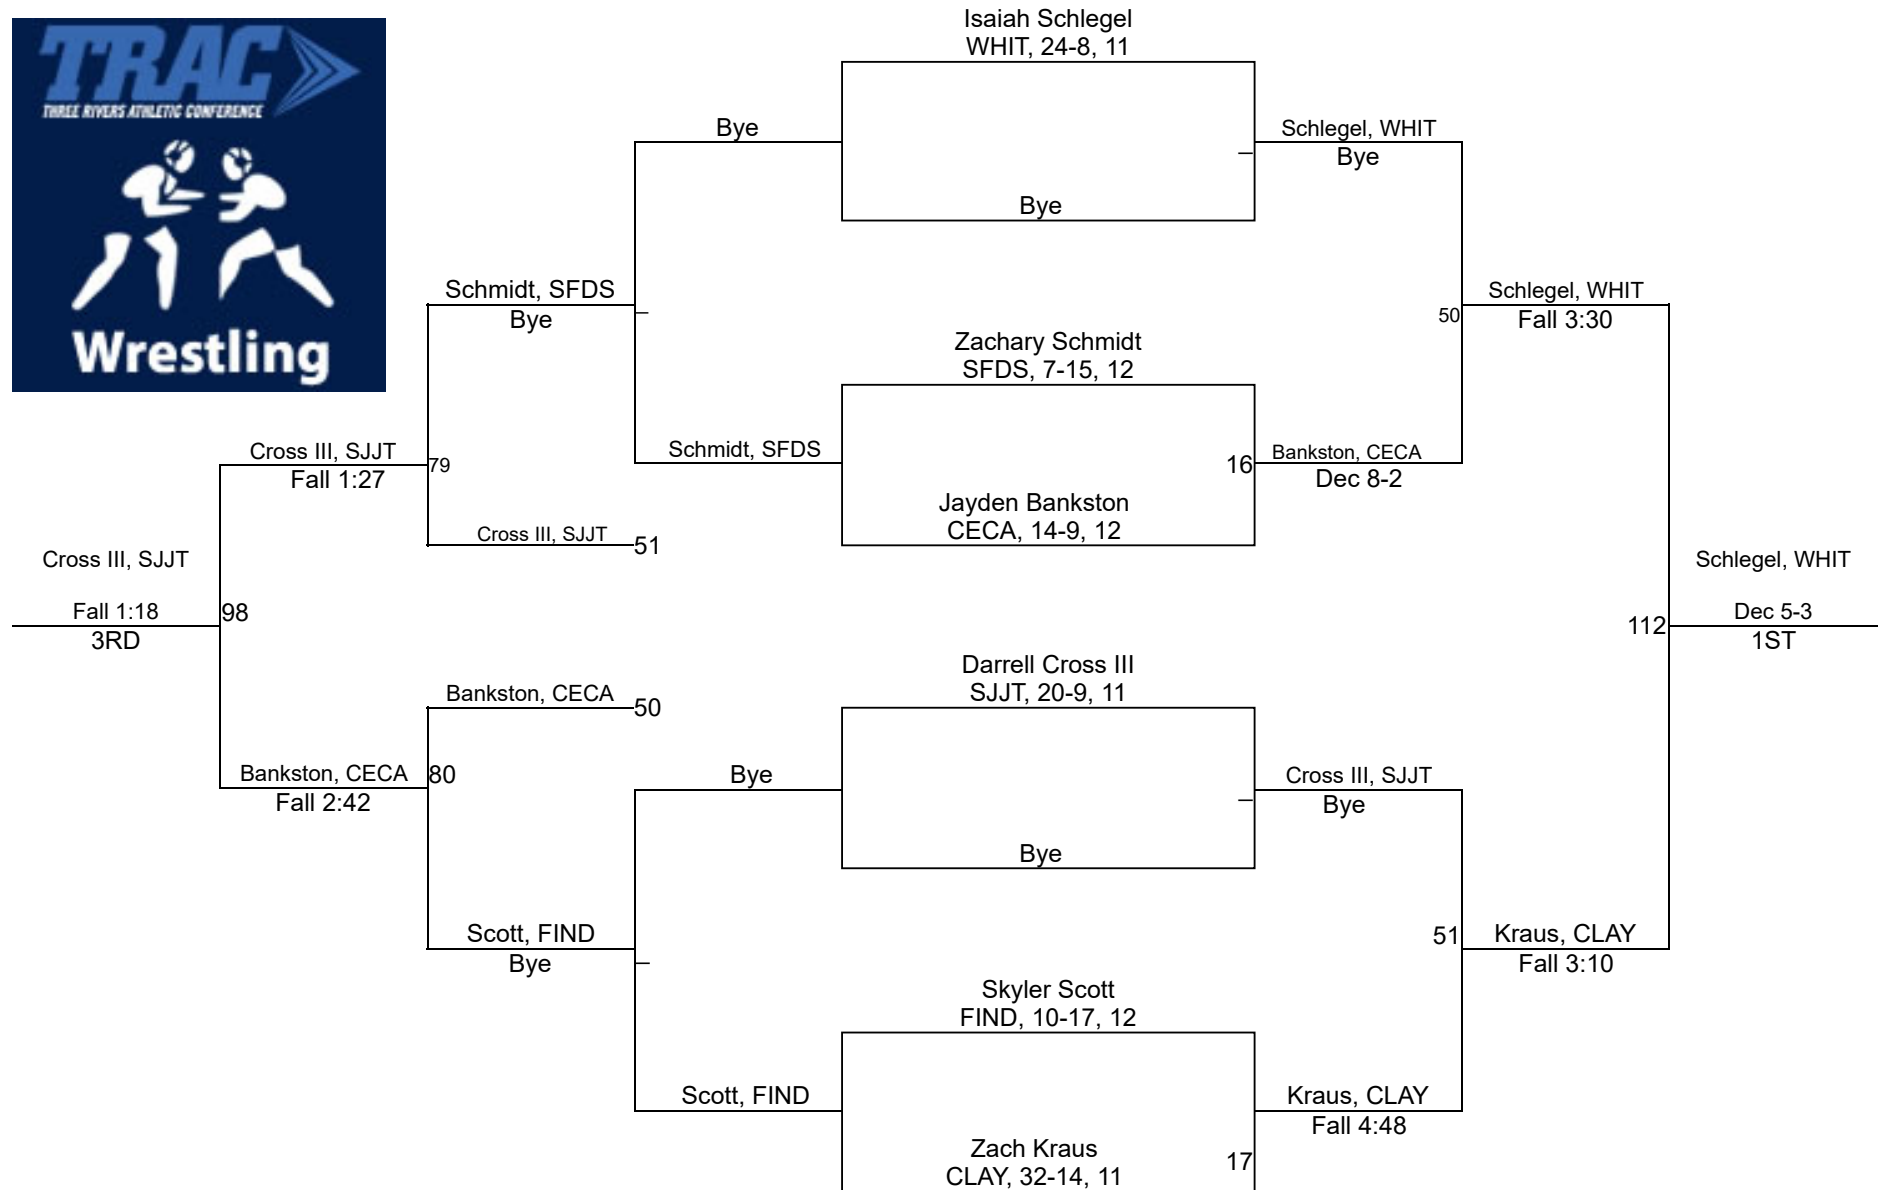 TRAC
THREE RIVERS ATHLETIC CONFERENCE
Wrestling
Isaiah Schlegel
WHIT, 24-8, 11
Bye
Schlegel, WHIT
Bye
Bye
Schmidt, SFDS
Bye
Schlegel, WHIT
50
Fall 3:30
Zachary Schmidt
SFDS, 7-15, 12
Cross III, SJJT
79
Fall 1:27
Schmidt, SFDS
16
Bankston, CECA
Dec 8-2
Jayden Bankston
CECA, 14-9, 12
Cross III, SJJT
51
Cross III, SJJT
Fall 1:18
98
3RD
Schlegel, WHIT
112
Dec 5-3
1ST
Darrell Cross III
SJJT, 20-9, 11
Bankston, CECA
50
Bankston, CECA
80
Fall 2:42
Bye
Cross III, SJJT
Bye
Bye
Scott, FIND
Bye
51
Kraus, CLAY
Fall 3:10
Skyler Scott
FIND, 10-17, 12
Scott, FIND
Kraus, CLAY
Fall 4:48
Zach Kraus
CLAY, 32-14, 11
17